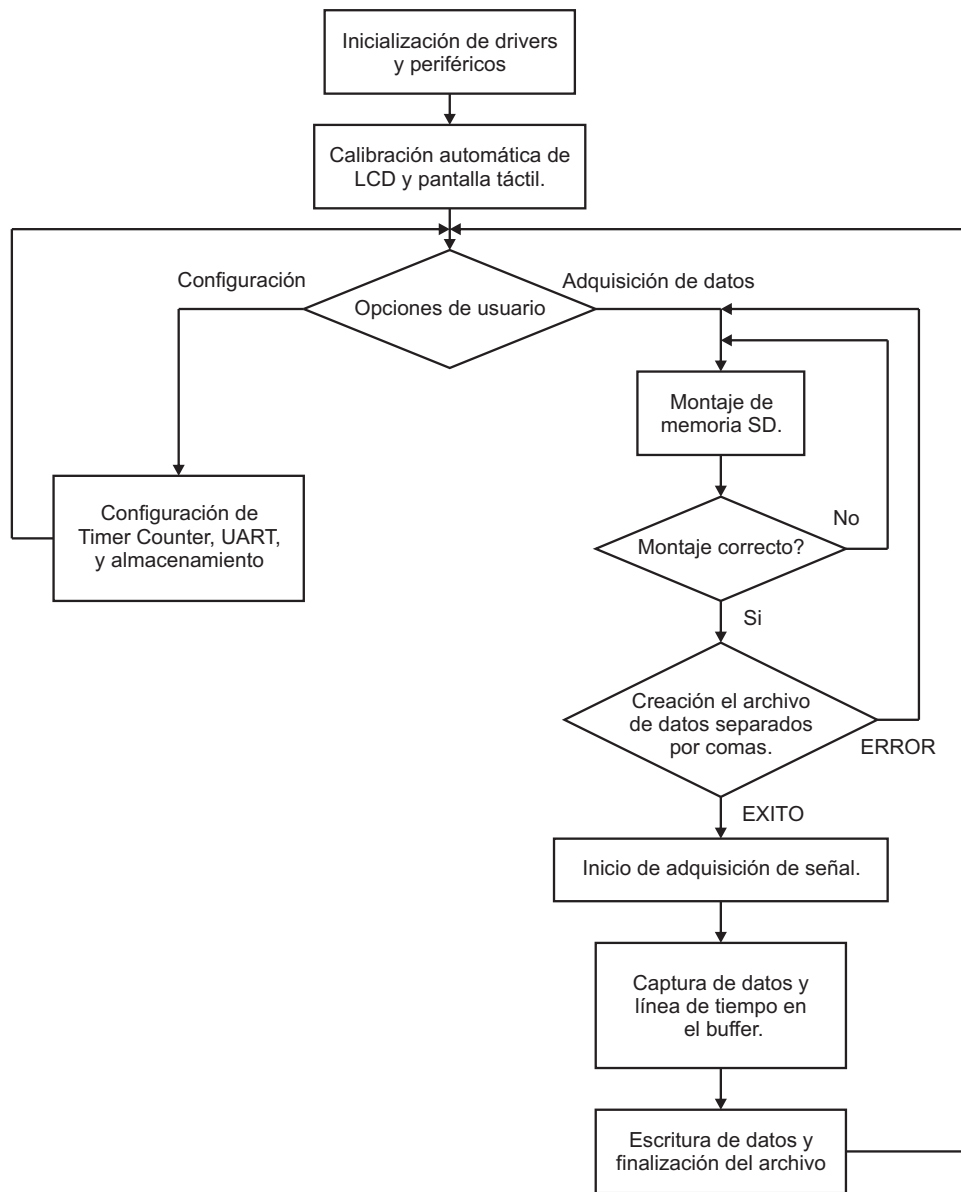 Inicialización de drivers
y periféricos
Calibración automática de
LCD y pantalla táctil.
Configuración
Adquisición de datos
Opciones de usuario
Montaje de
memoria SD.
Configuración de
Timer Counter, UART,
y almacenamiento
No
Montaje correcto?
Si
Creación el archivo
de datos separados
por comas.
ERROR
EXITO
Inicio de adquisición de señal.
Captura de datos y
línea de tiempo en
el buffer.
Escritura de datos y
finalización del archivo